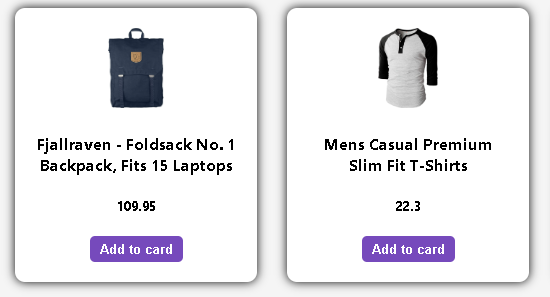 Fjallraven - Foldsack No. 1
Backpack, Fits 15 Laptops
109.95
Add to card
Mens Casual Premium
Slim Fit T-Shirts
22.3
Add to card